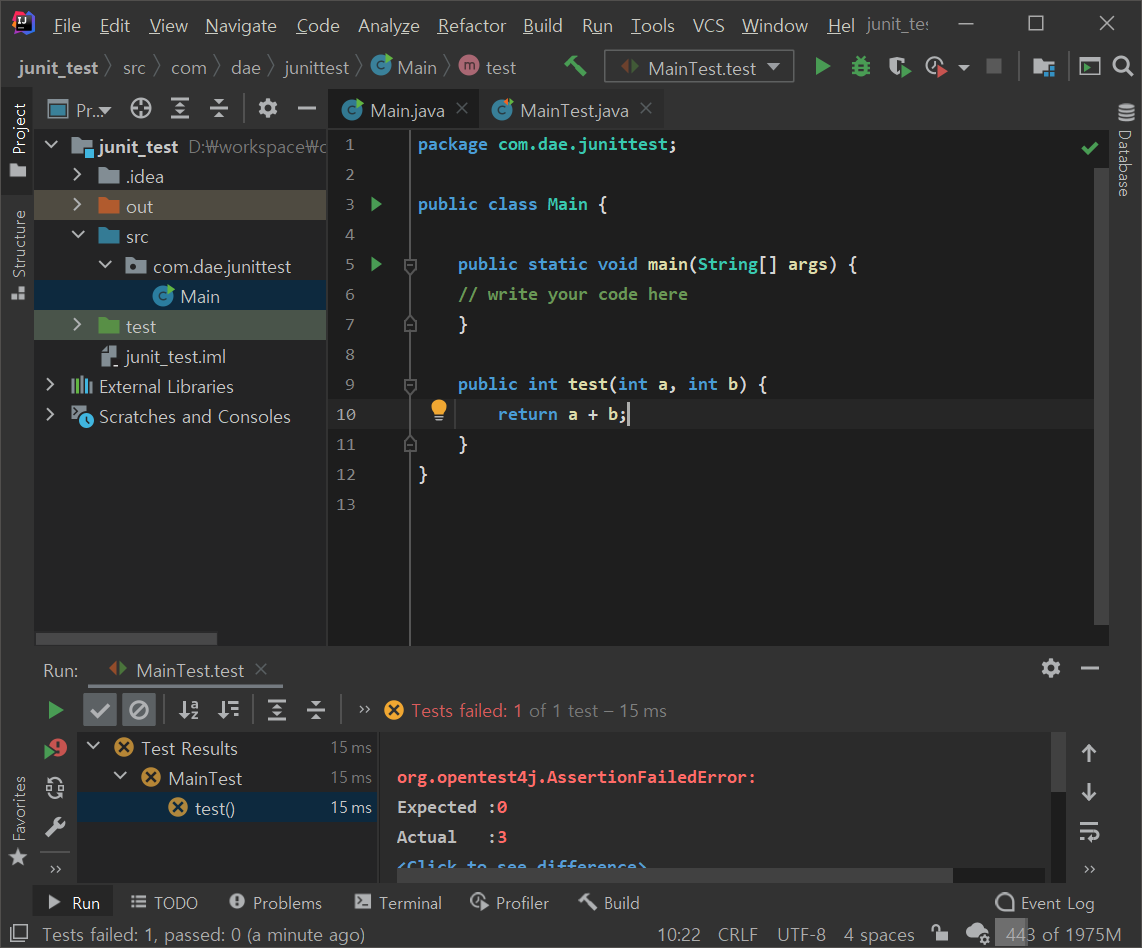 File Edit View Navigate Code Analyze Refactor Build Run Tools VCS Window Hel junit_tes
junit_test src com dae junittest Main test MainTest.test
Project
Structure
Favorites
Database
Pr... Main.java MainTest.java
junit_test D:₩workspace₩c
.idea
out
src
com.dae.junittest
Main
test
junit_test.iml
External Libraries
Scratches and Consoles
1 package com.dae.junittest;
2
3 public class Main {
4
5 public static void main(String[] args) {
6 // write your code here
7 }
8
9 public int test(int a, int b) {
10 return a + b;
11 }
12 }
13
Run: MainTest.test
Tests failed: 1 of 1 test – 15 ms
Test Results 15 ms
MainTest 15 ms
test() 15 ms
org.opentest4j.AssertionFailedError:
Expected :0
Actual :3
<Click to see difference>
Run TODO Problems Terminal Profiler Build Event Log
Tests failed: 1, passed: 0 (a minute ago) 10:22 CRLF UTF-8 4 spaces 443 of 1975M